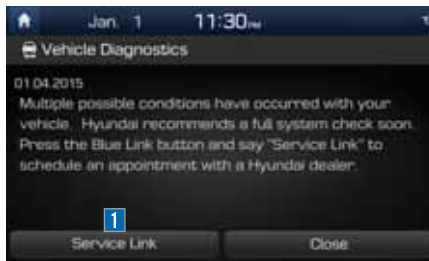 Jan. 1 11:30PM
Vehicle Diagnostics
01.04.2015
Multiple possible conditions have occurred with your
vehicle. Hyundai recommends a full system check soon.
Press the Blue Link button and say "Service Link" to
schedule an appointment with a Hyundai dealer.
1
Service Link Close